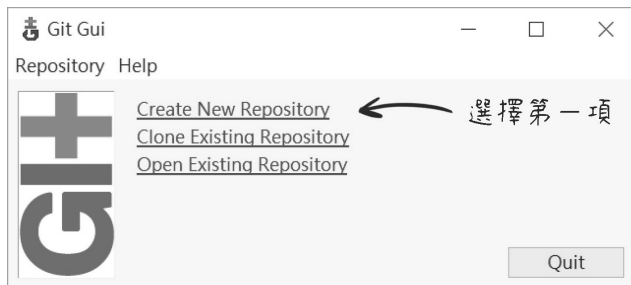 Git Gui
Repository Help
Create New Repository 選擇第一項
Clone Existing Repository
Open Existing Repository
GIt
Quit